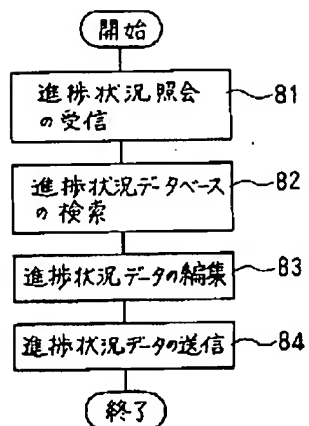 開始
進捗状況照会 81
の受信
進捗状況データベース 82
の検索
進捗状況データの編集 83
進捗状況データの送信 84
終了